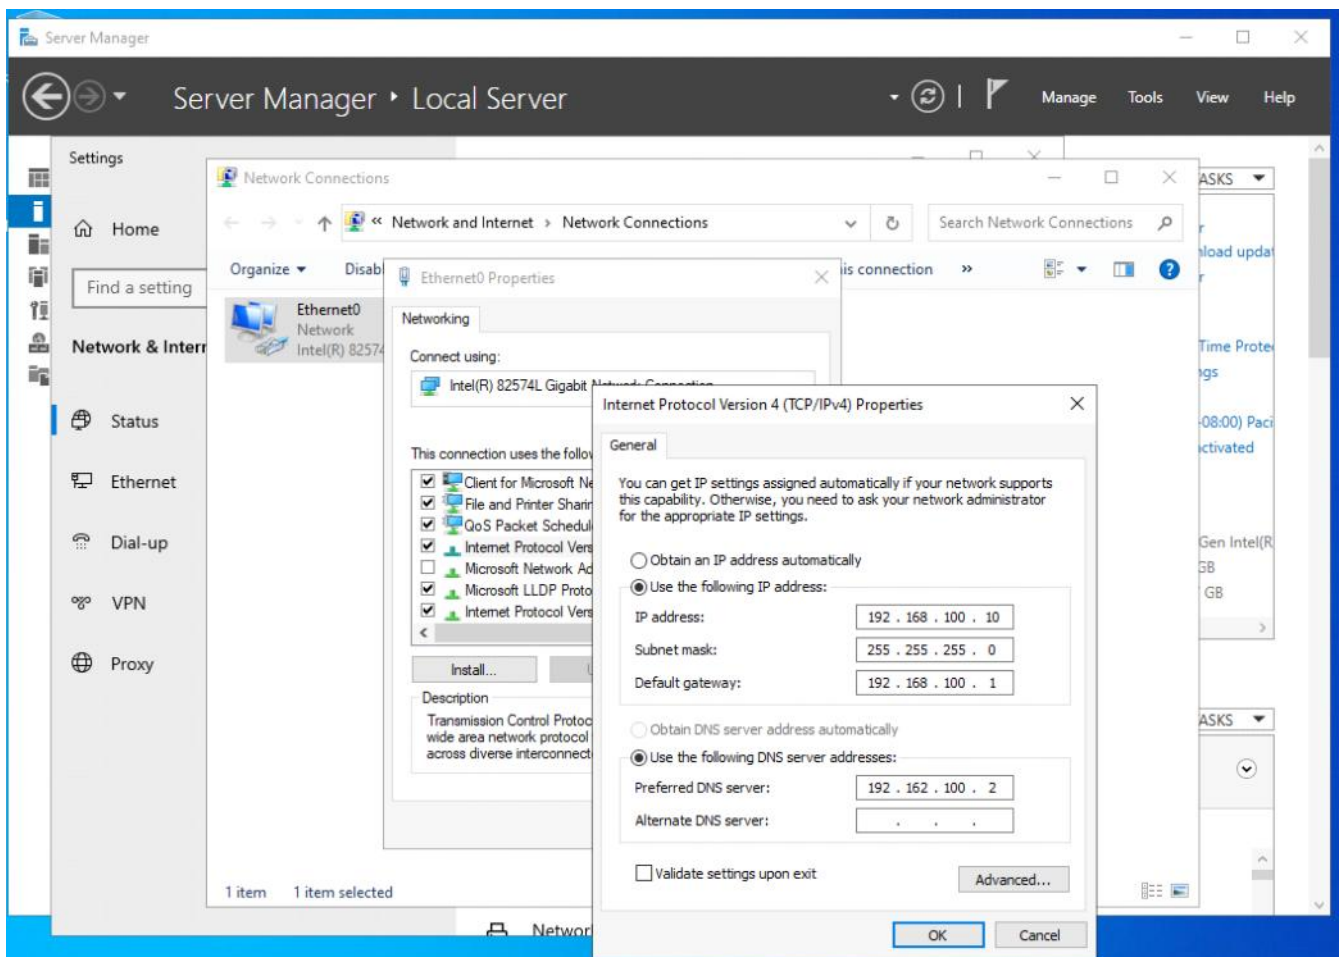 Server Manager
Server Manager ‣ Local Server
Manage Tools View Help
Settings
Home
Find a setting
Network & Intern
Status
Ethernet
Dial-up
VPN
Proxy
Network Connections
« Network and Internet › Network Connections
Search Network Connections
Organize Disabl is connection »
Ethernet0
Network
Intel(R) 82574
1 item 1 item selected
Ethernet0 Properties
Networking
Connect using:
Intel(R) 82574L Gigabit Network Connection
This connection uses the follow
Client for Microsoft Ne
File and Printer Sharin
QoS Packet Schedul
Internet Protocol Vers
Microsoft Network Ad
Microsoft LLDP Proto
Internet Protocol Vers
Install... U
Description
Transmission Control Protoc
wide area network protocol
across diverse interconnect
Internet Protocol Version 4 (TCP/IPv4) Properties
General
You can get IP settings assigned automatically if your network supports
this capability. Otherwise, you need to ask your network administrator
for the appropriate IP settings.
Obtain an IP address automatically
Use the following IP address:
IP address: 192 . 168 . 100 . 10
Subnet mask: 255 . 255 . 255 . 0
Default gateway: 192 . 168 . 100 . 1
Obtain DNS server address automatically
Use the following DNS server addresses:
Preferred DNS server: 192 . 162 . 100 . 2
Alternate DNS server: . . .
Validate settings upon exit
Advanced...
OK Cancel
ASKS
r
nload updat
r
Time Protec
ngs
-08:00) Paci
ctivated
Gen Intel(R
GB
GB
ASKS
Networ